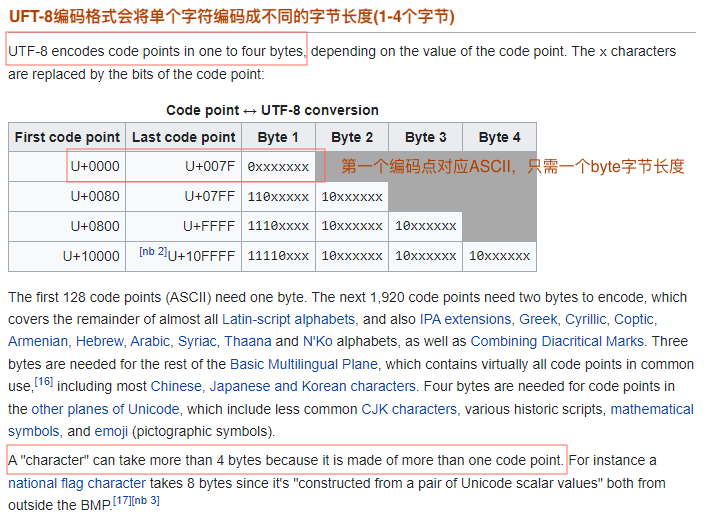 UFT-8编码格式会将单个字符编码成不同的字节长度(1-4个字节)
UTF-8 encodes code points in one to four bytes, depending on the value of the code point. The x characters
are replaced by the bits of the code point:
Code point ↔ UTF-8 conversion
First code point Last code point Byte 1 Byte 2 Byte 3 Byte 4
U+0000 U+007F 0xxxxxxx 第一个编码点对应ASCII，只需一个byte字节长度
U+0080 U+07FF 110xxxxx 10xxxxxx
U+0800 U+FFFF 1110xxxx 10xxxxxx 10xxxxxx
U+10000 [nb 2]U+10FFFF 11110xxx 10xxxxxx 10xxxxxx 10xxxxxx
The first 128 code points (ASCII) need one byte. The next 1,920 code points need two bytes to encode, which
covers the remainder of almost all Latin-script alphabets, and also IPA extensions, Greek, Cyrillic, Coptic,
Armenian, Hebrew, Arabic, Syriac, Thaana and N'Ko alphabets, as well as Combining Diacritical Marks. Three
bytes are needed for the rest of the Basic Multilingual Plane, which contains virtually all code points in common
use,[16] including most Chinese, Japanese and Korean characters. Four bytes are needed for code points in
the other planes of Unicode, which include less common CJK characters, various historic scripts, mathematical
symbols, and emoji (pictographic symbols).
A "character" can take more than 4 bytes because it is made of more than one code point. For instance a
national flag character takes 8 bytes since it's "constructed from a pair of Unicode scalar values" both from
outside the BMP.[17][nb 3]